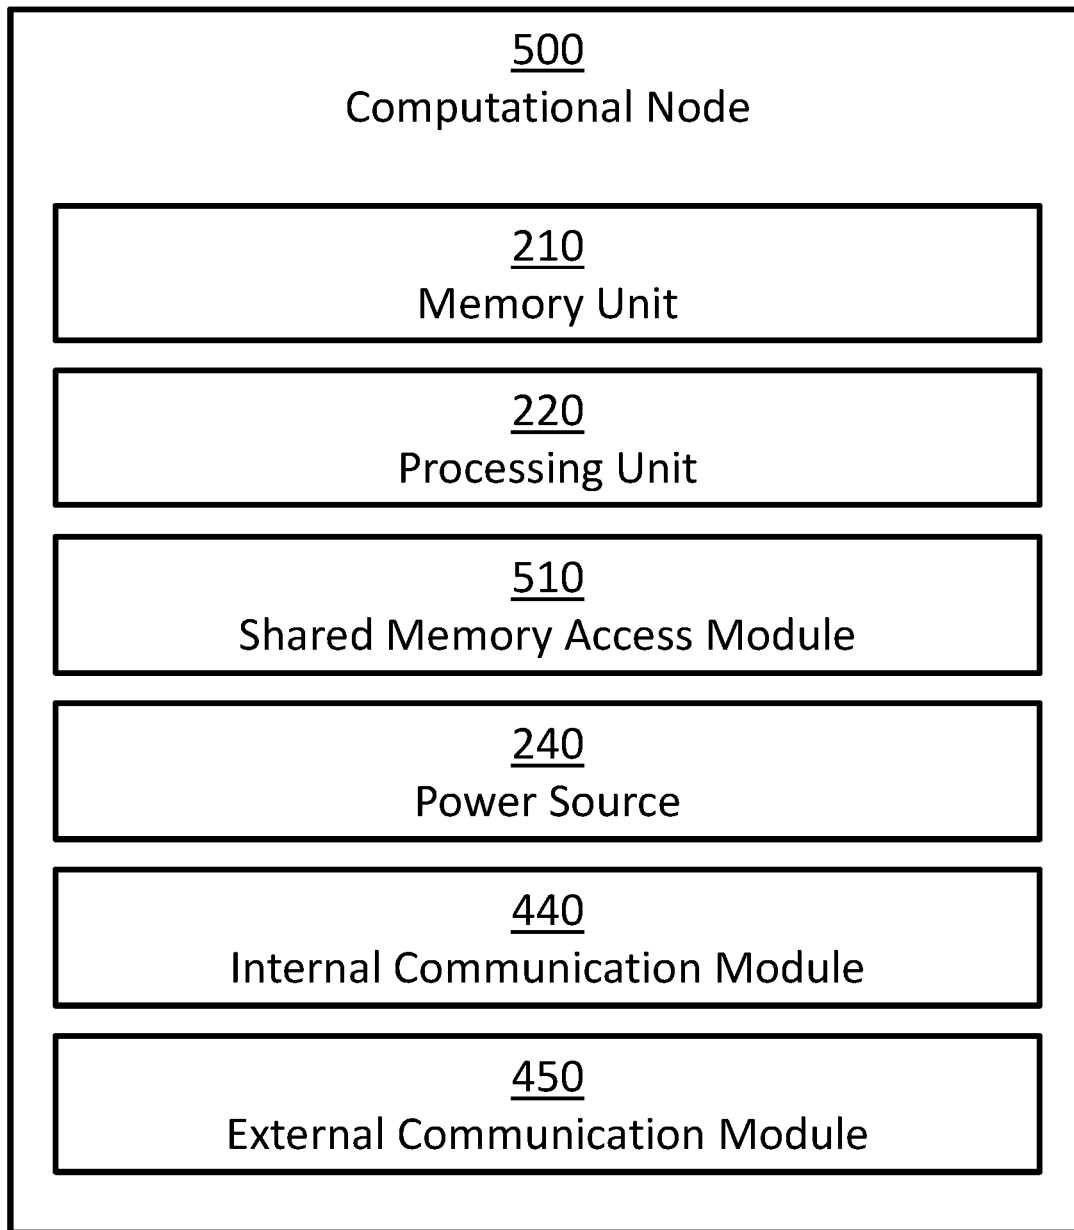 500
Computational Node
210
Memory Unit
220
Processing Unit
510
Shared Memory Access Module
240
Power Source
440
Internal Communication Module
450
External Communication Module